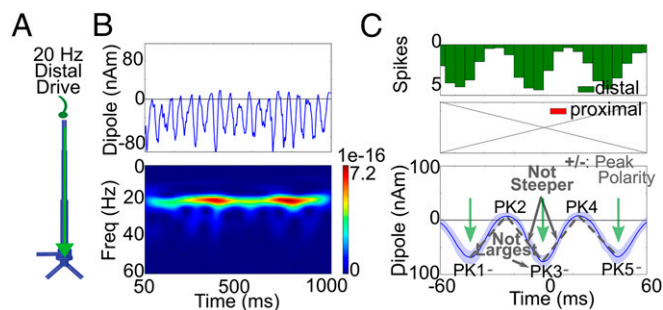 A
20 Hz
Distal
Drive
B
Dipole (nAm)
80
0
-80
Freq (Hz)
0
20
40
60
1e-16
7.2
0
50
500
1000
Time (ms)
C
Spikes
0
5
distal
proximal
+/-: Peak
Polarity
Dipole (nAm)
100
0
100
Not
Steeper
PK2
PK4
Not
Largest
PK1-
PK3-
PK5-
-60
0
60
Time (ms)